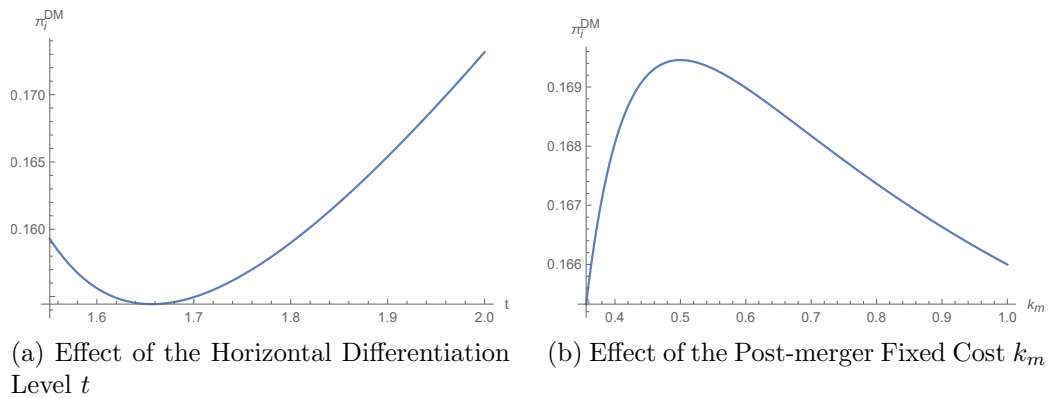 π_i^DM
0.170
0.165
0.160
1.6 1.7 1.8 1.9 2.0 t
π_i^DM
0.169
0.168
0.167
0.166
0.4 0.5 0.6 0.7 0.8 0.9 1.0 k_m
(a) Effect of the Horizontal Differentiation
Level t
(b) Effect of the Post-merger Fixed Cost k_m